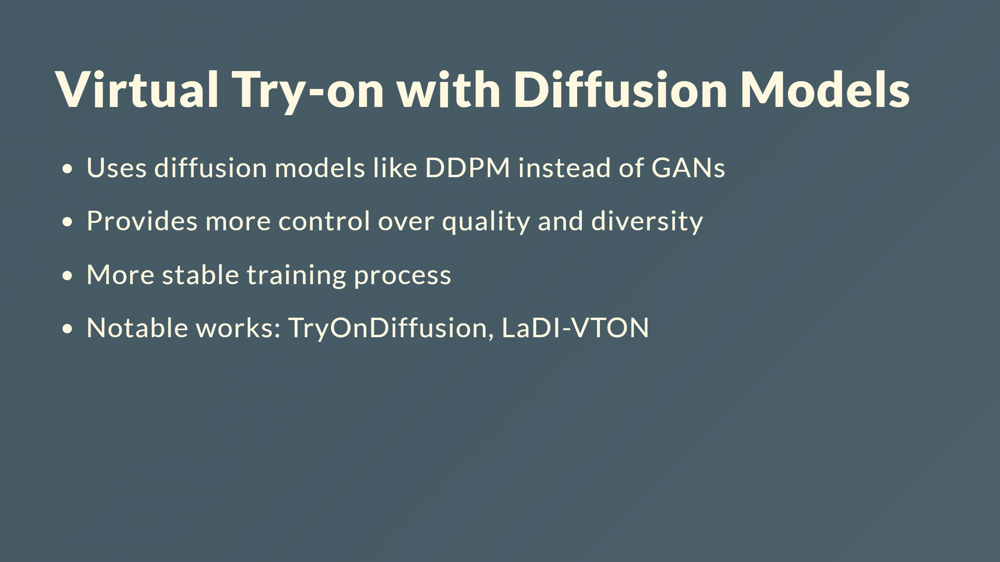 Virtual Try-on with Diffusion Models
• Uses diffusion models like DDPM instead of GANs
• Provides more control over quality and diversity
• More stable training process
• Notable works: TryOnDiffusion, LaDI-VTON